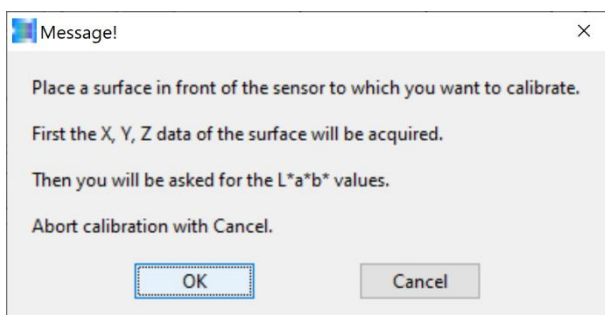 Message!
Place a surface in front of the sensor to which you want to calibrate.
First the X, Y, Z data of the surface will be acquired.
Then you will be asked for the L*a*b* values.
Abort calibration with Cancel.
OK Cancel